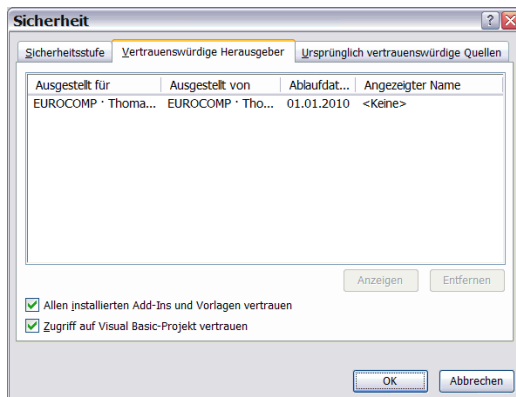 Sicherheit
Sicherheitsstufe Vertrauenswürdige Herausgeber Ursprünglich vertrauenswürdige Quellen
Ausgestellt für Ausgestellt von Ablaufdat... Angezeigter Name
EUROCOMP · Thoma... EUROCOMP · Tho... 01.01.2010 <Keine>
Anzeigen Entfernen
Allen installierten Add-Ins und Vorlagen vertrauen
Zugriff auf Visual Basic-Projekt vertrauen
OK Abbrechen